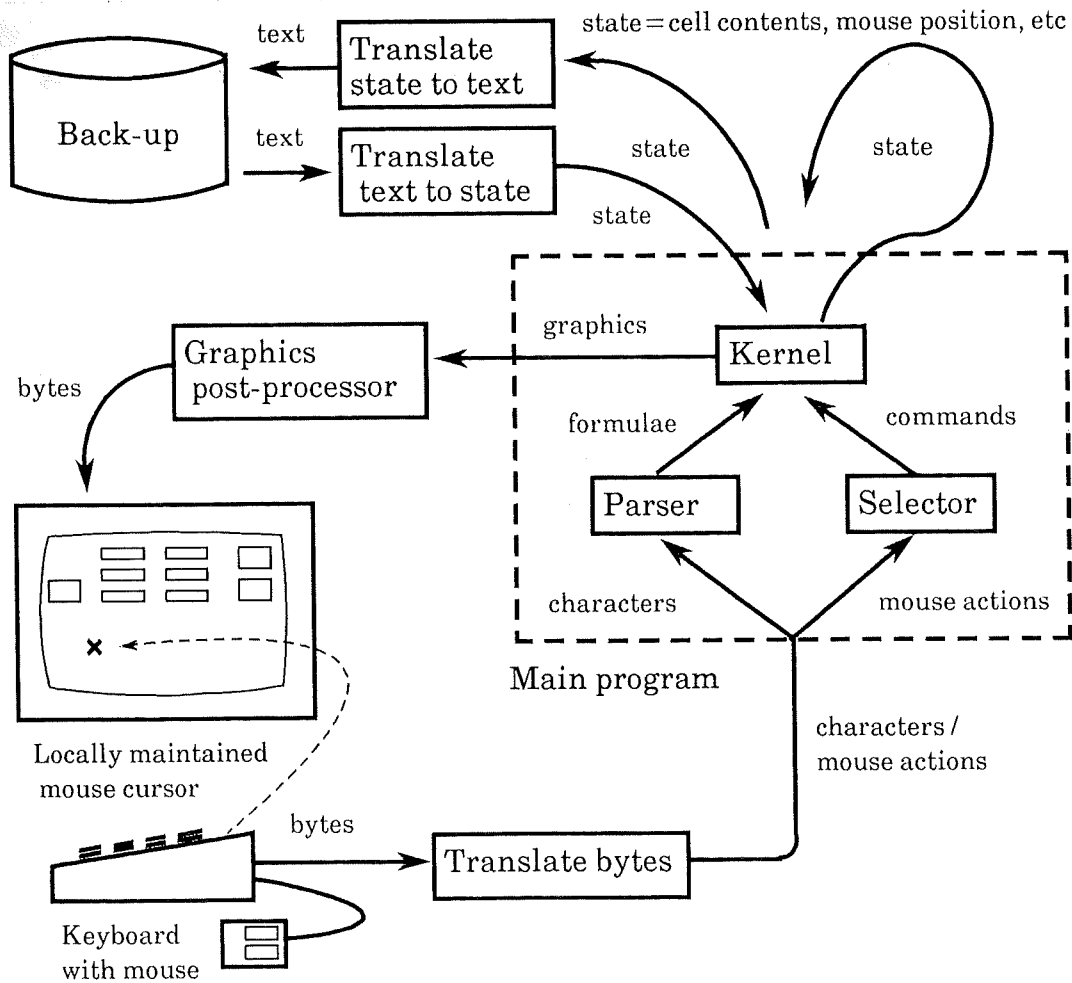 text
Translate
state to text
state=cell contents, mouse position, etc
Back-up
text
Translate
text to state
state
state
state
graphics
Kernel
Graphics
post-processor
bytes
formulae
commands
Parser
Selector
characters
mouse actions
Main program
characters /
mouse actions
Locally maintained
mouse cursor
bytes
Translate bytes
Keyboard
with mouse